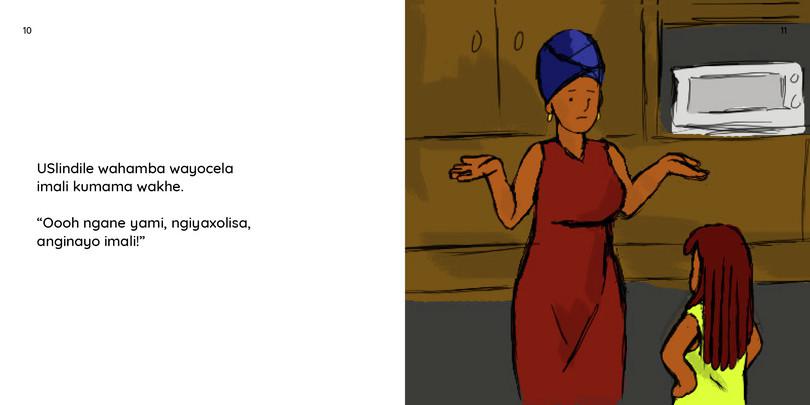 10
11
USlindile wahamba wayocela
imali kumama wakhe.
“Oooh ngane yami, ngiyaxolisa,
anginayo imali!”